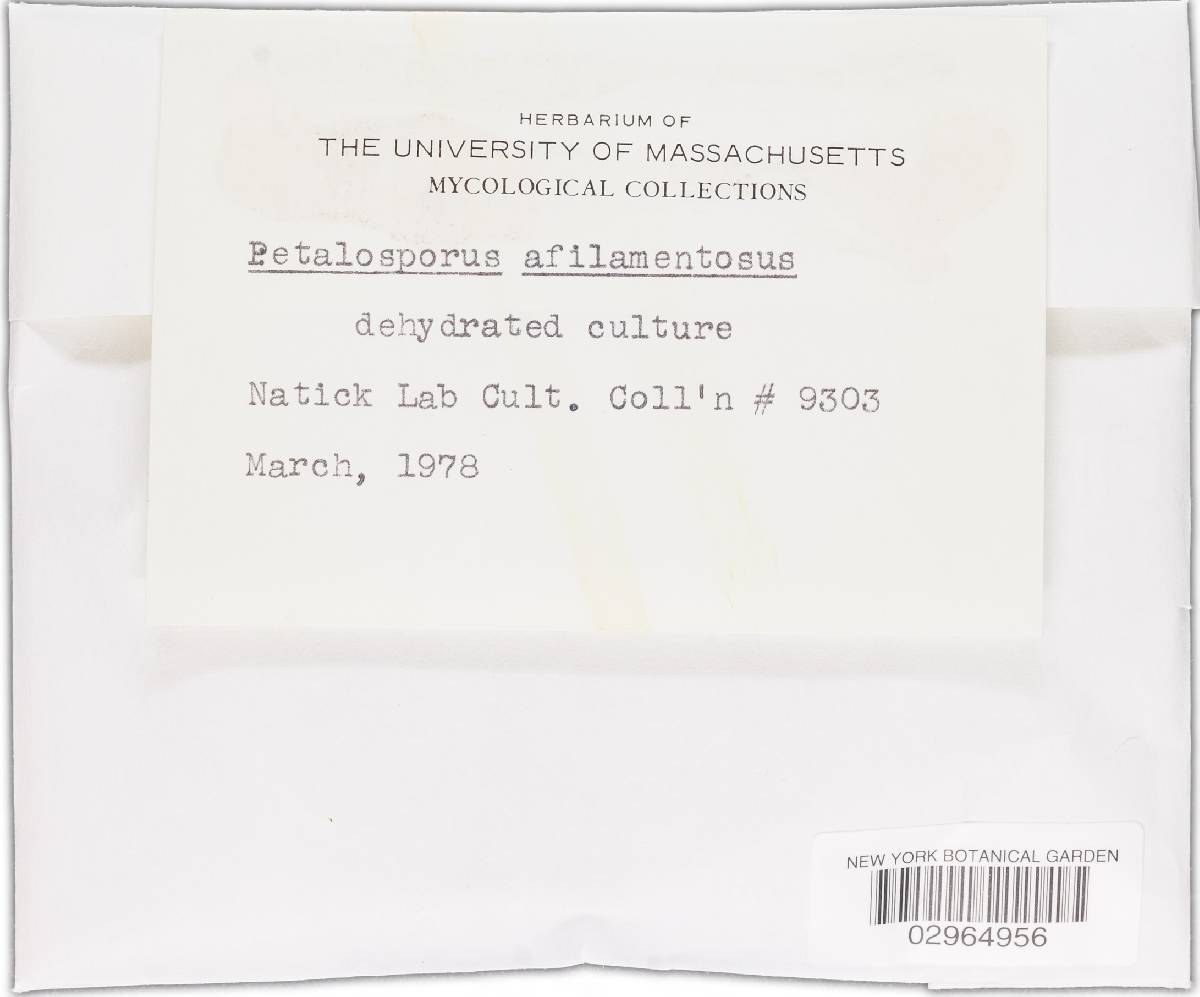 HERBARIUM OF
THE UNIVERSITY OF MASSACHUSETTS
MYCOLOGICAL COLLECTIONS
Petalosporus afilamentosus
dehydrated culture
Natick Lab Cult. Coll'n # 9303
March, 1978
NEW YORK BOTANICAL GARDEN
02964956